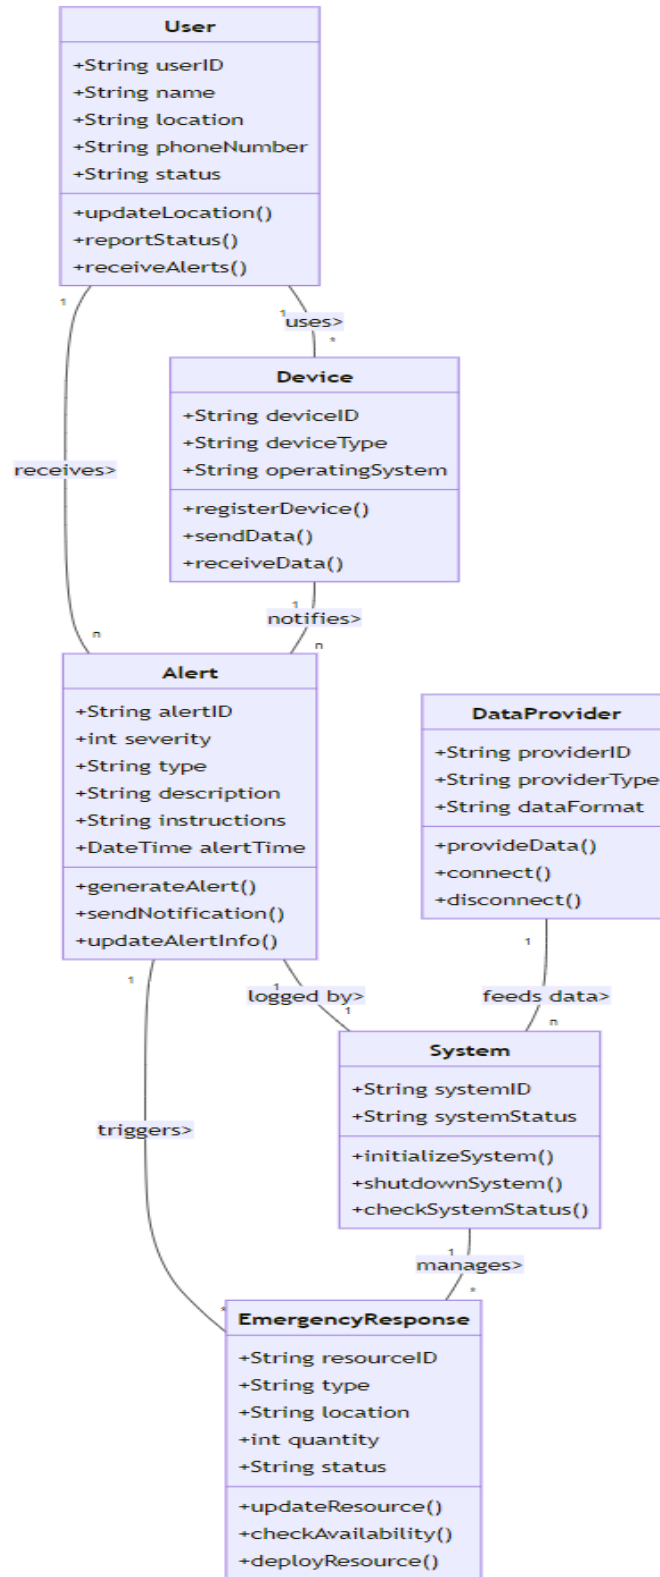 User
+String userID
+String name
+String location
+String phoneNumber
+String status
+updateLocation()
+reportStatus()
+receiveAlerts()
1
1
uses>
*
Device
+String deviceID
+String deviceType
+String operatingSystem
+registerDevice()
+sendData()
+receiveData()
receives>
1
notifies>
n
n
Alert
+String alertID
+int severity
+String type
+String description
+String instructions
+DateTime alertTime
+generateAlert()
+sendNotification()
+updateAlertInfo()
DataProvider
+String providerID
+String providerType
+String dataFormat
+provideData()
+connect()
+disconnect()
1
1
logged by>
1
1
feeds data>
n
System
+String systemID
+String systemStatus
+initializeSystem()
+shutdownSystem()
+checkSystemStatus()
triggers>
1
manages>
*
*
EmergencyResponse
+String resourceID
+String type
+String location
+int quantity
+String status
+updateResource()
+checkAvailability()
+deployResource()